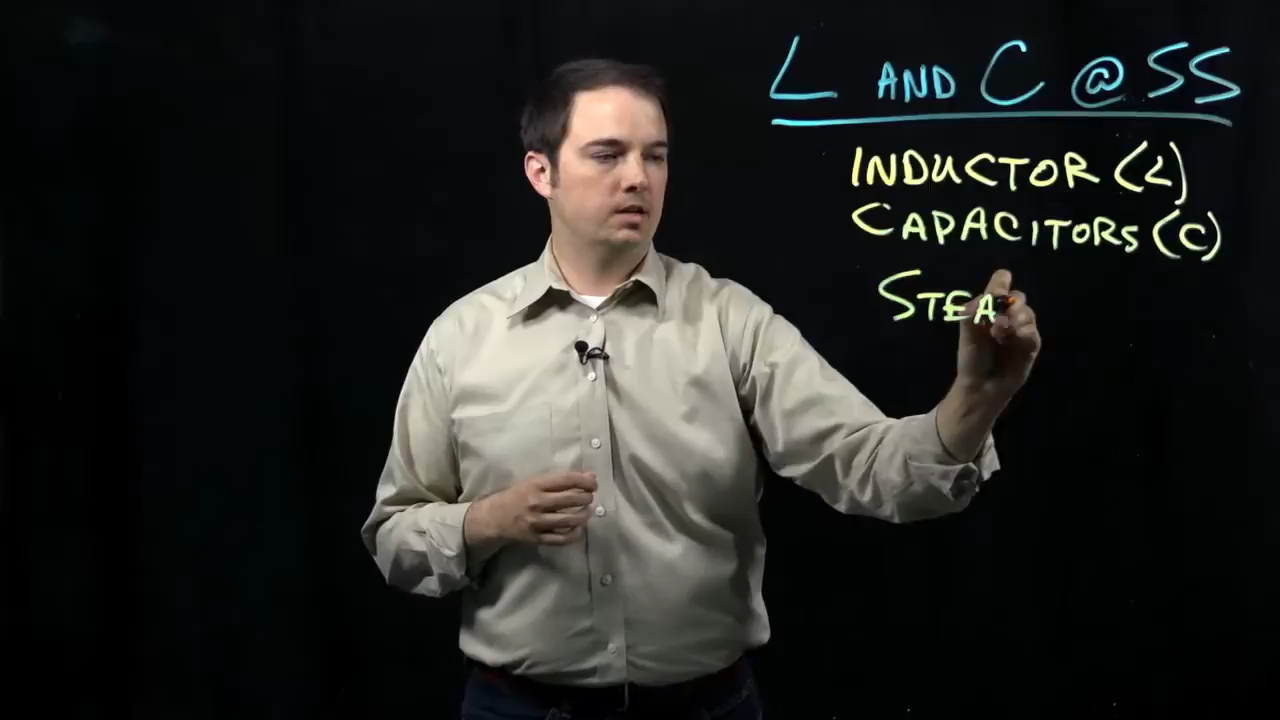 L AND C @ SS
INDUCTOR (L)
CAPACITORS (C)
STEA